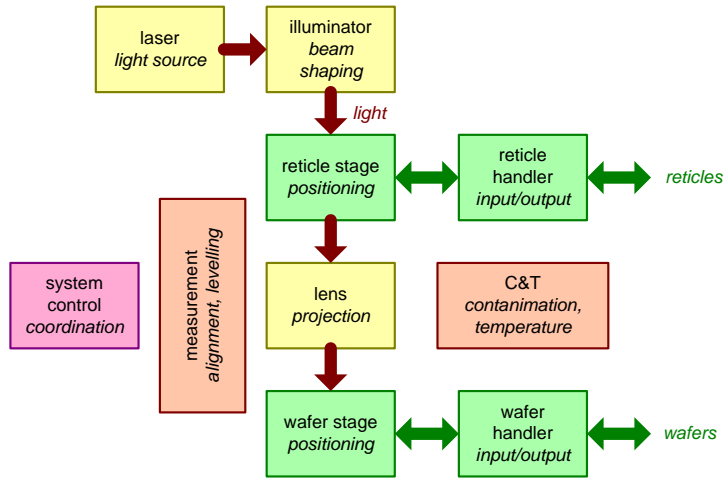 laser
light source
illuminator
beam
shaping
light
reticle stage
positioning
reticle
handler
input/output
reticles
measurement
alignment, levelling
system
control
coordination
lens
projection
C&T
contanimation,
temperature
wafer stage
positioning
wafer
handler
input/output
wafers